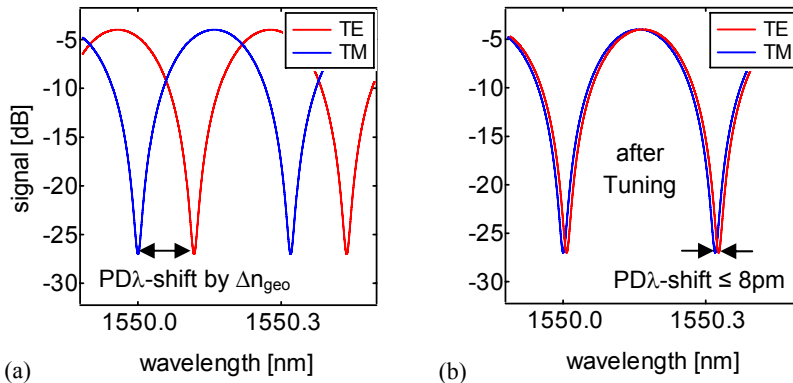 signal [dB]
-5
-10
-15
-20
-25
-30
TE
TM
PDλ-shift by Δn_geo
1550.0 1550.3
wavelength [nm]
(a)
-5
-10
-15
-20
-25
-30
TE
TM
after
Tuning
PDλ-shift ≤ 8pm
1550.0 1550.3
wavelength [nm]
(b)